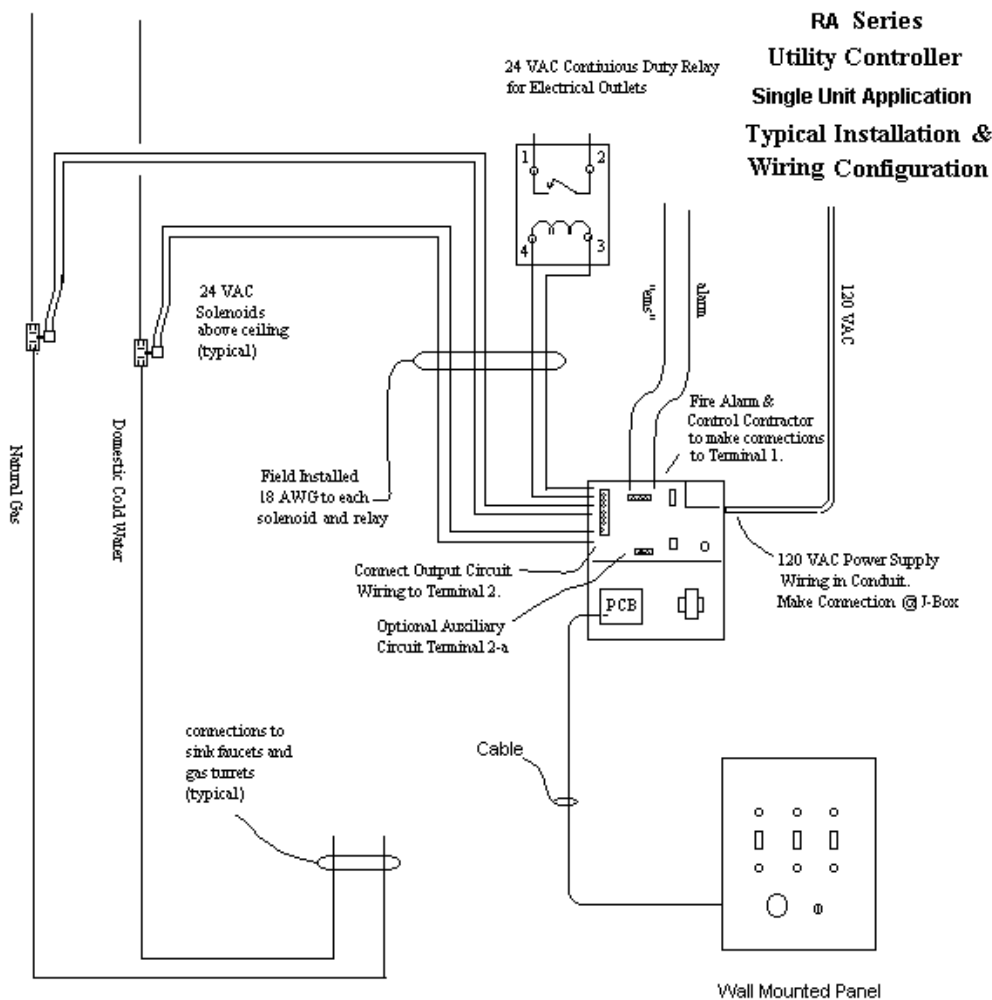 RA Series
Utility Controller
Single Unit Application
Typical Installation &
Wiring Configuration
24 VAC Contiuious Duty Relay
for Electrical Outlets
1
2
4
3
24 VAC
Solenoids
above ceiling
(typical)
"ems"
alarm
120 VAC
Natural Gas
Domestic Cold Water
Fire Alarm &
Control Contractor
to make connections
to Terminal 1.
Field Installed
18 AWG to each
solenoid and relay
Connect Output Circuit
Wiring to Terminal 2.
120 VAC Power Supply
Wiring in Conduit.
Make Connection @ J-Box
PCB
Optional Auxiliary
Circuit Terminal 2-a
connections to
sink faucets and
gas turrets
(typical)
Cable
Wall Mounted Panel